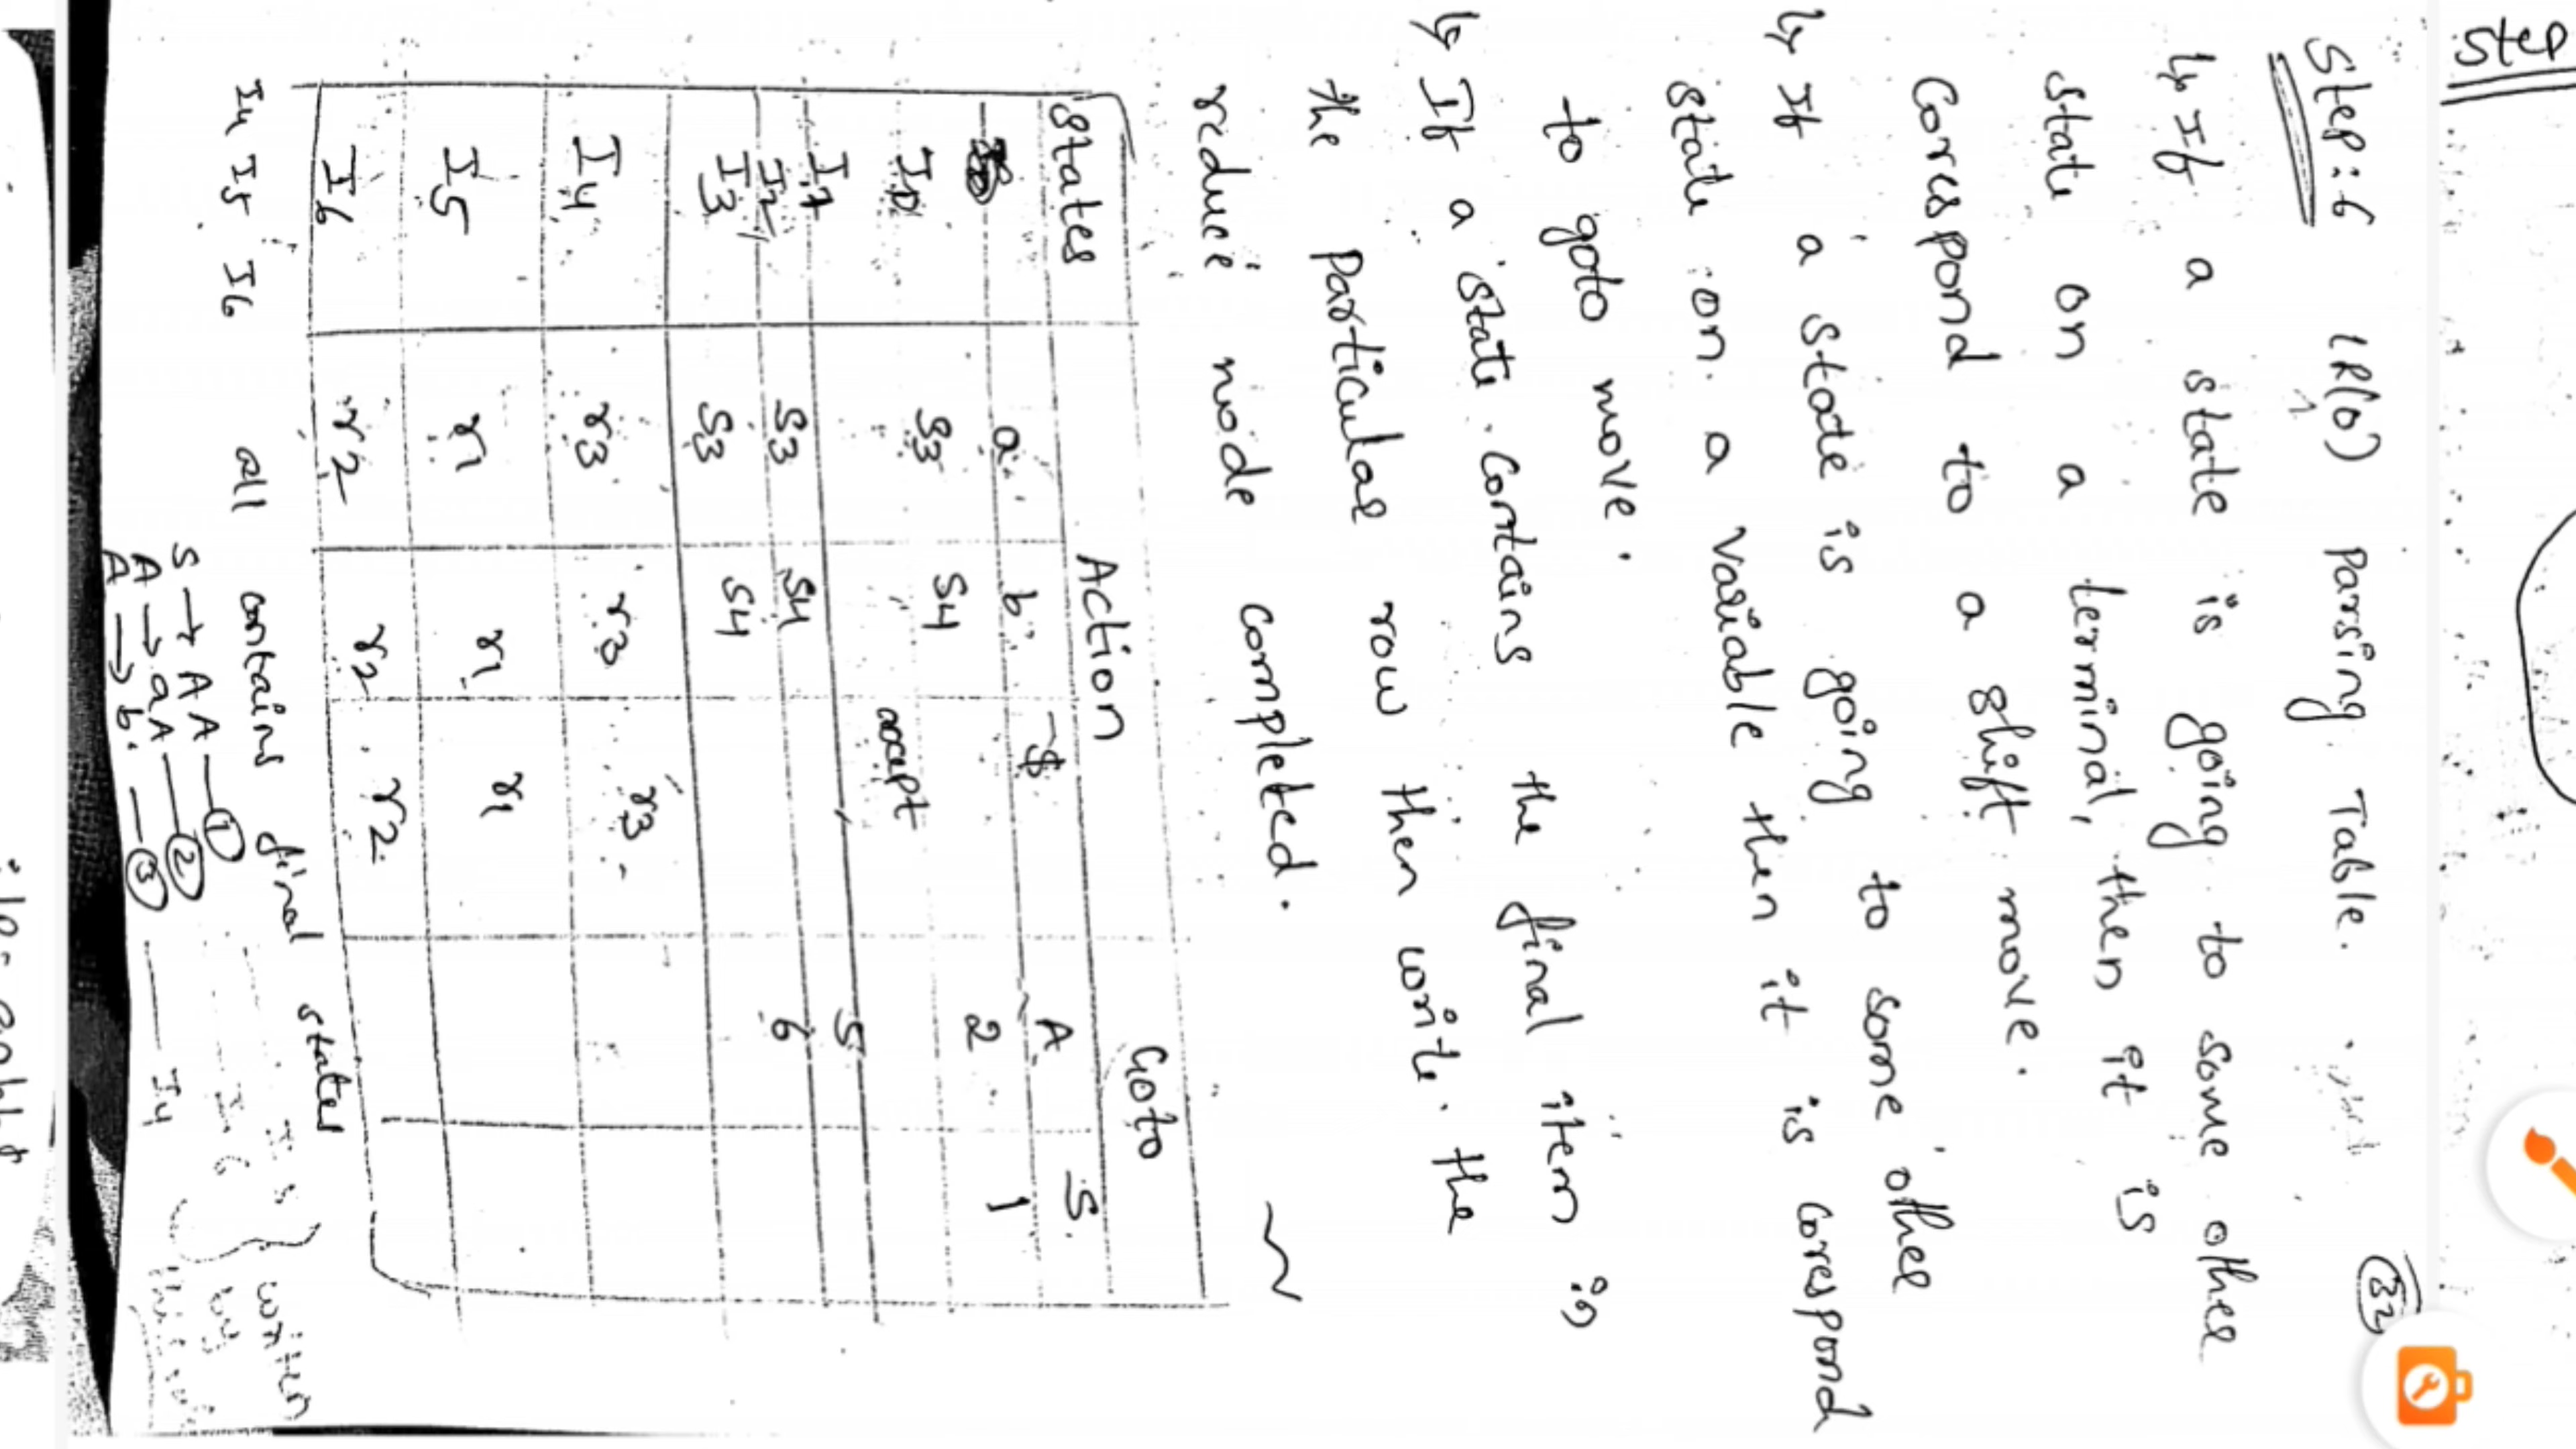 Step
Step:6 LR(0) Parsing Table.
32
↳ If a state is going to some other
state on a terminal, then it is
Correspond to a shift move.
↳ If a state is going to some other
state on a variable then it is correspond
to goto move.
↳ If a state contains the final item in
the particular row then write the
reduce node completed.
states Action Goto
a b $ A S
I0 S3 S4 2 1
I1 accept
I2 S3 S4 5
I3 S3 S4 6
I4 r3 r3 r3
I5 r1 r1 r1
I6 r2 r2 r2
I4 I5 I6 all contains final states written
S → AA — ① I5
A → aA — ② I6
A → b. — ③ — I4